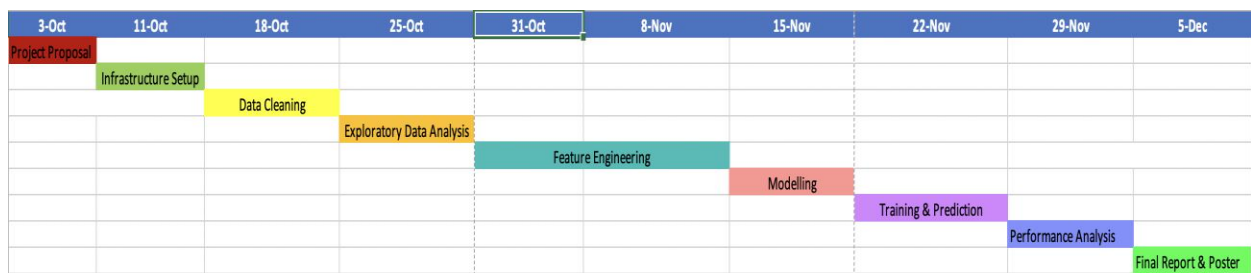 3-Oct 11-Oct 18-Oct 25-Oct 31-Oct 8-Nov 15-Nov 22-Nov 29-Nov 5-Dec
Project Proposal
Infrastructure Setup
Data Cleaning
Exploratory Data Analysis
Feature Engineering
Modelling
Training & Prediction
Performance Analysis
Final Report & Poster